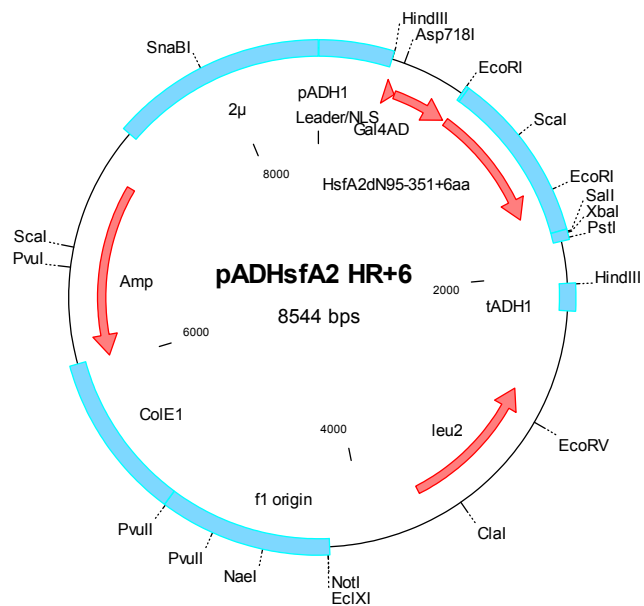 HindIII
Asp718I
SnaBI
EcoRI
pADH1
2µ
Leader/NLS
Gal4AD
ScaI
8000
HsfA2dN95-351+6aa
EcoRI
SalI
XbaI
PstI
ScaI
PvuI
Amp
pADHsfA2 HR+6
8544 bps
2000
HindIII
tADH1
6000
ColE1
4000
leu2
EcoRV
f1 origin
PvuII
ClaI
PvuII
NaeI
NotI
EclXI